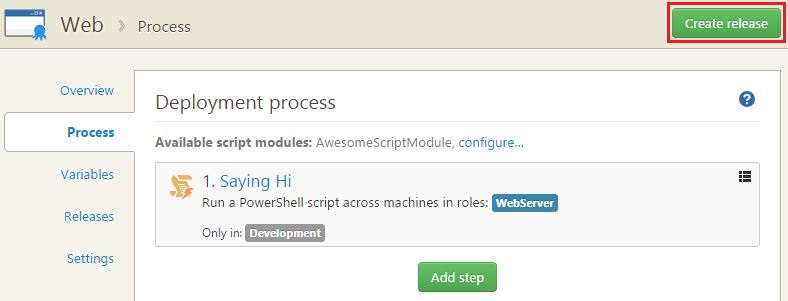 Web › Process
Create release
Overview
Process
Variables
Releases
Settings
Deployment process
?
Available script modules: AwesomeScriptModule, configure...
1. Saying Hi
Run a PowerShell script across machines in roles: WebServer
Only in: Development
Add step